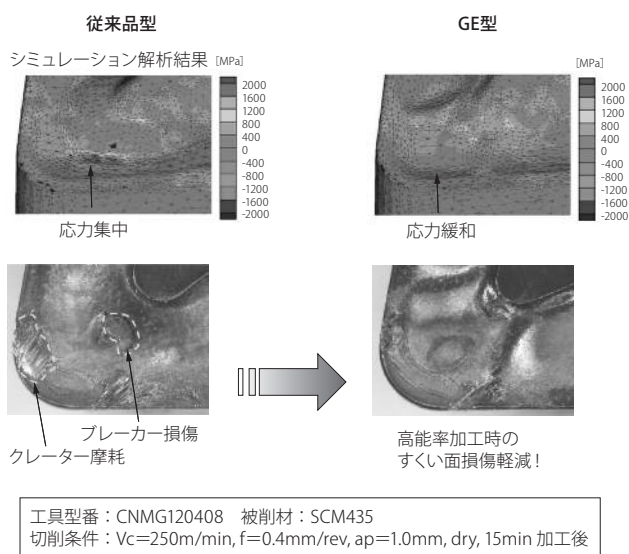 従来品型
GE型
シミュレーション解析結果 [MPa]
2000
1600
1200
800
400
0
-400
-800
-1200
-1600
-2000
[MPa]
2000
1600
1200
800
400
0
-400
-800
-1200
-1600
-2000
応力集中
応力緩和
ブレーカー損傷
クレーター摩耗
高能率加工時の
すくい面損傷軽減!
工具型番：CNMG120408 被削材：SCM435
切削条件：Vc=250m/min, f=0.4mm/rev, ap=1.0mm, dry, 15min 加工後